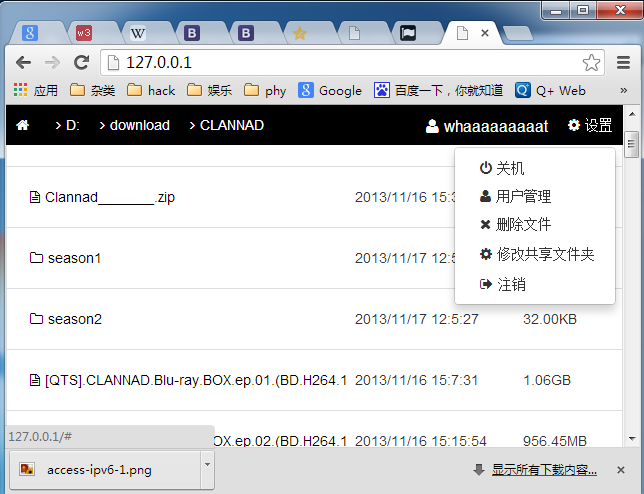 8
w3
W
B
B
127.0.0.1
应用 杂类 hack 娱乐 phy Google 百度一下，你就知道 Q+ Web »
D: download CLANNAD whaaaaaaaaat 设置
关机
Clannad_______.zip 2013/11/16 15:3
用户管理
删除文件
season1 2013/11/17 12:5
修改共享文件夹
注销
season2 2013/11/17 12:5:27 32.00KB
[QTS].CLANNAD.Blu-ray.BOX.ep.01.(BD.H264.1 2013/11/16 15:7:31 1.06GB
127.0.0.1/#
OX.ep.02.(BD.H264.1 2013/11/16 15:15:54 956.45MB
access-ipv6-1.png 显示所有下载内容...